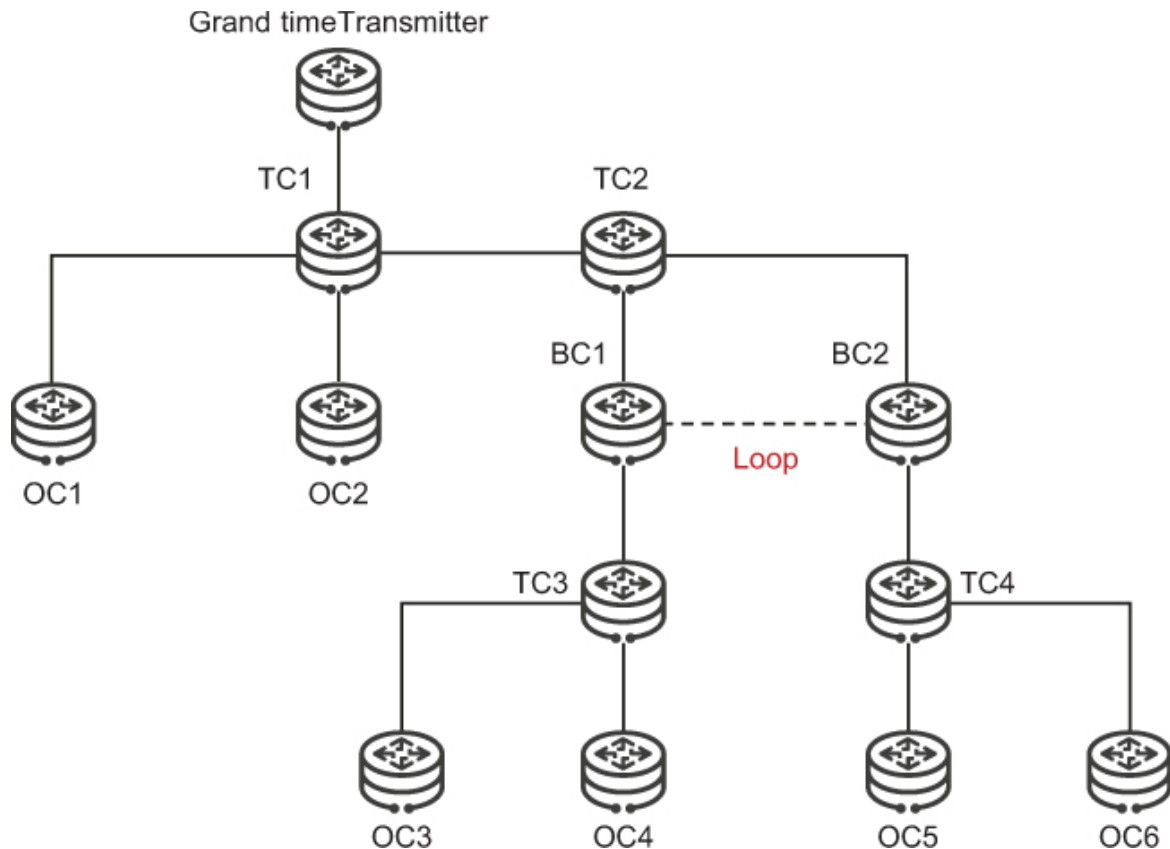 Grand timeTransmitter
TC1
TC2
BC1
BC2
Loop
OC1
OC2
TC3
TC4
OC3
OC4
OC5
OC6